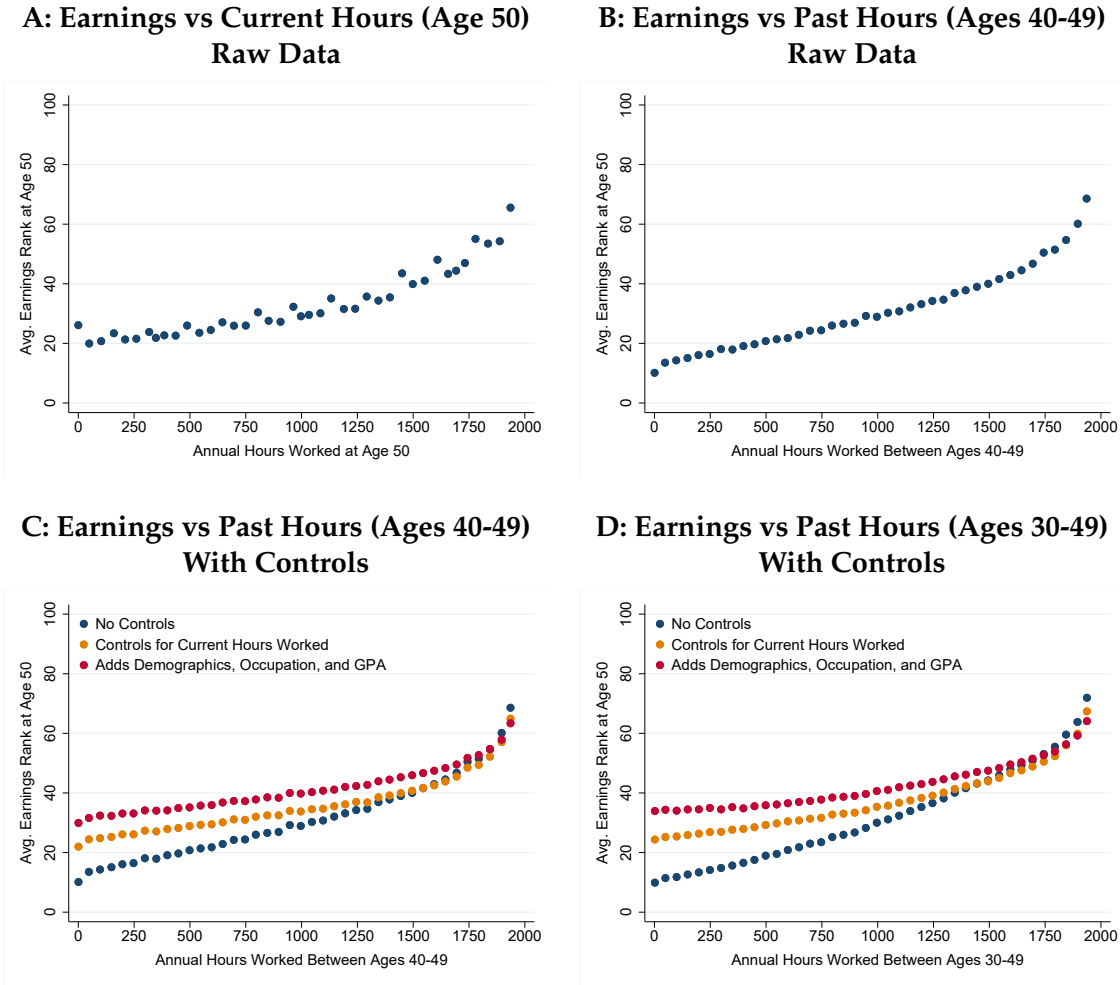 A: Earnings vs Current Hours (Age 50)
Raw Data
100
80
60
40
20
0
Avg. Earnings Rank at Age 50
0 250 500 750 1000 1250 1500 1750 2000
Annual Hours Worked at Age 50
B: Earnings vs Past Hours (Ages 40-49)
Raw Data
100
80
60
40
20
0
Avg. Earnings Rank at Age 50
0 250 500 750 1000 1250 1500 1750 2000
Annual Hours Worked Between Ages 40-49
C: Earnings vs Past Hours (Ages 40-49)
With Controls
100
80
60
40
20
0
Avg. Earnings Rank at Age 50
No Controls
Controls for Current Hours Worked
Adds Demographics, Occupation, and GPA
0 250 500 750 1000 1250 1500 1750 2000
Annual Hours Worked Between Ages 40-49
D: Earnings vs Past Hours (Ages 30-49)
With Controls
100
80
60
40
20
0
Avg. Earnings Rank at Age 50
No Controls
Controls for Current Hours Worked
Adds Demographics, Occupation, and GPA
0 250 500 750 1000 1250 1500 1750 2000
Annual Hours Worked Between Ages 30-49